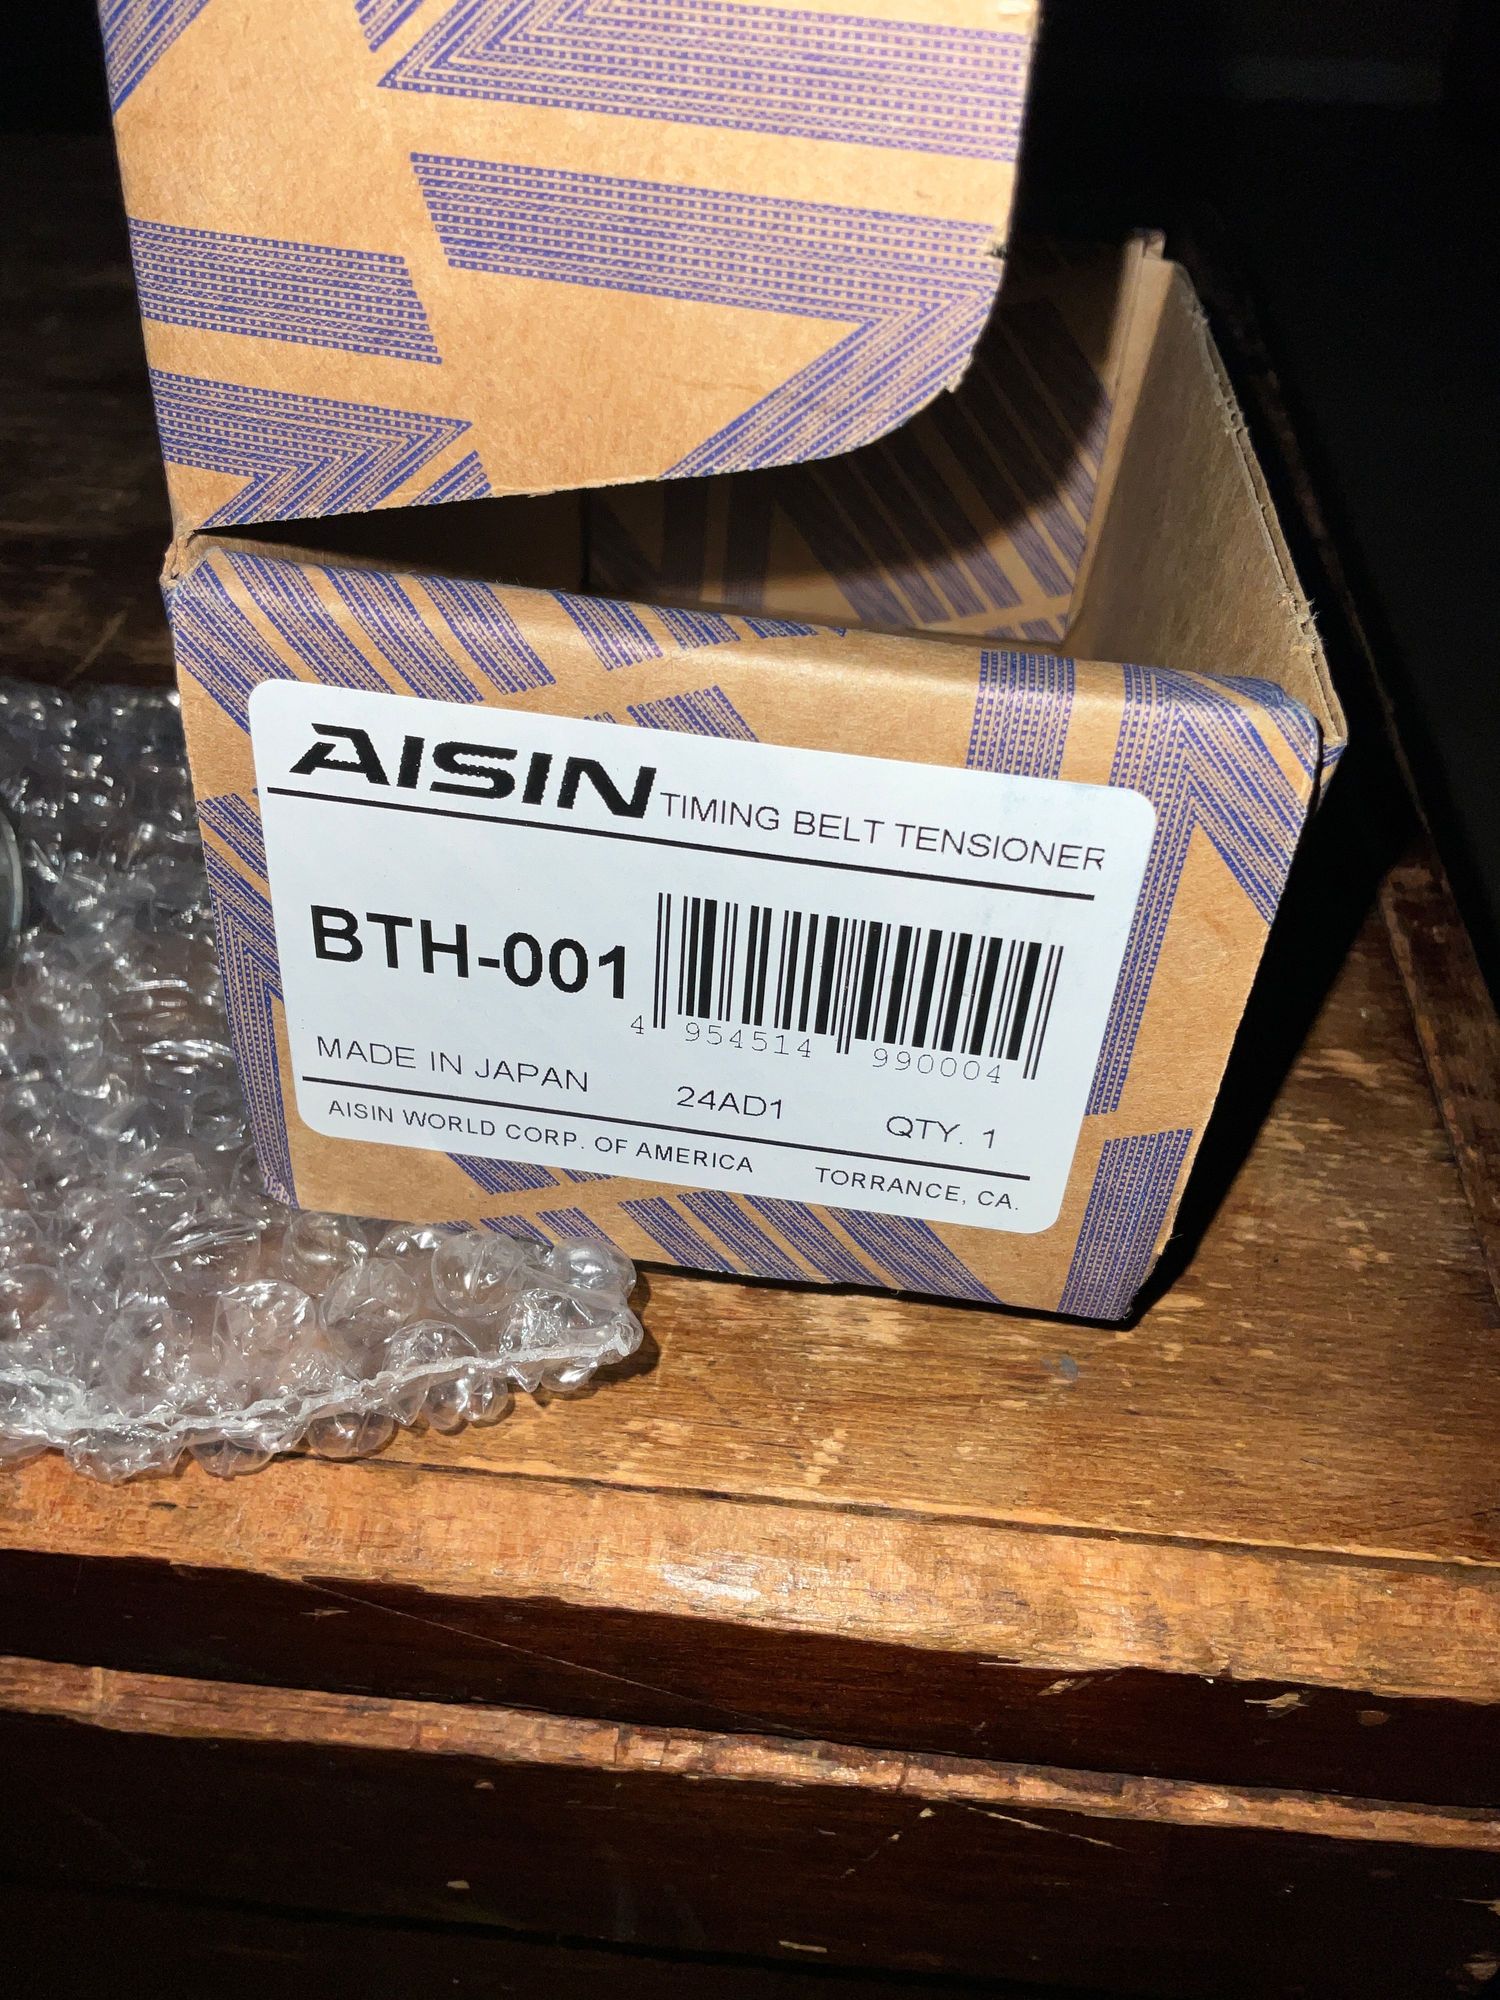 AISIN TIMING BELT TENSIONER
BTH-001
4 954514 990004
MADE IN JAPAN 24AD1 QTY. 1
AISIN WORLD CORP. OF AMERICA TORRANCE, CA.